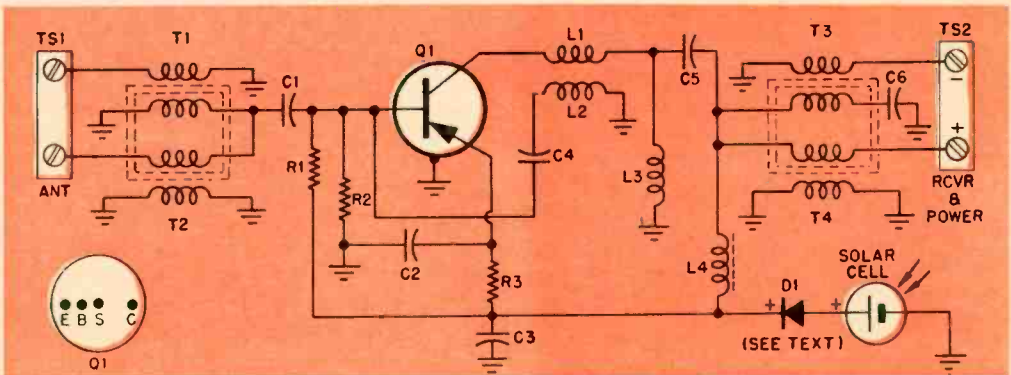 TS1
ANT
T1
T2
C1
R1
R2
C2
Q1
R3
C3
C4
L1
L2
L3
C5
L4
T3
T4
C6
TS2
−
+
RCVR
& POWER
+ D1 +
(SEE TEXT)
SOLAR
CELL
E B S C
Q1